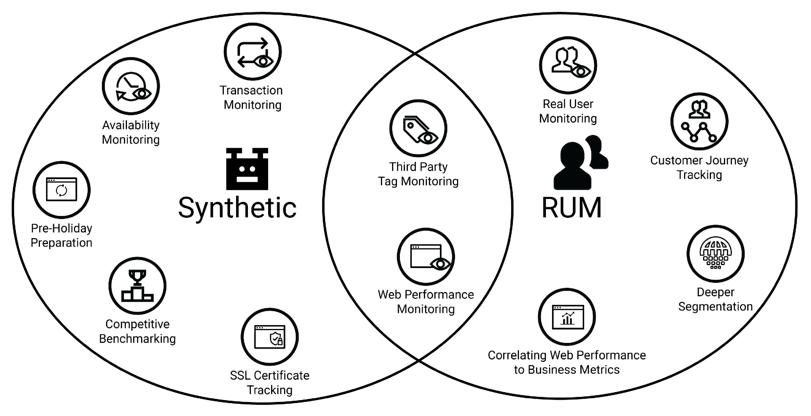 Transaction
Monitoring
Availability
Monitoring
Pre-Holiday
Preparation
Synthetic
Competitive
Benchmarking
SSL Certificate
Tracking
Third Party
Tag Monitoring
Web Performance
Monitoring
Real User
Monitoring
Customer Journey
Tracking
RUM
Deeper
Segmentation
Correlating Web Performance
to Business Metrics